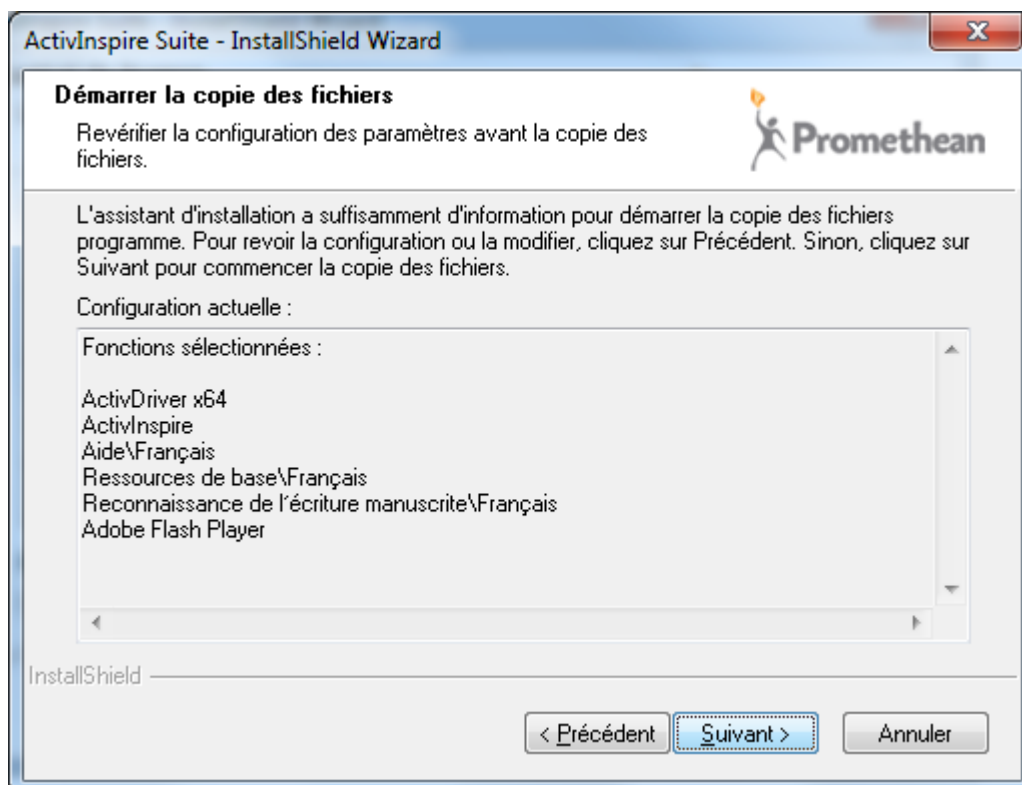 ActivInspire Suite - InstallShield Wizard
Démarrer la copie des fichiers
Revérifier la configuration des paramètres avant la copie des
fichiers.
Promethean
L'assistant d'installation a suffisamment d'information pour démarrer la copie des fichiers
programme. Pour revoir la configuration ou la modifier, cliquez sur Précédent. Sinon, cliquez sur
Suivant pour commencer la copie des fichiers.
Configuration actuelle :
Fonctions sélectionnées :
ActivDriver x64
ActivInspire
Aide\Français
Ressources de base\Français
Reconnaissance de l´écriture manuscrite\Français
Adobe Flash Player
InstallShield
< Précédent
Suivant >
Annuler